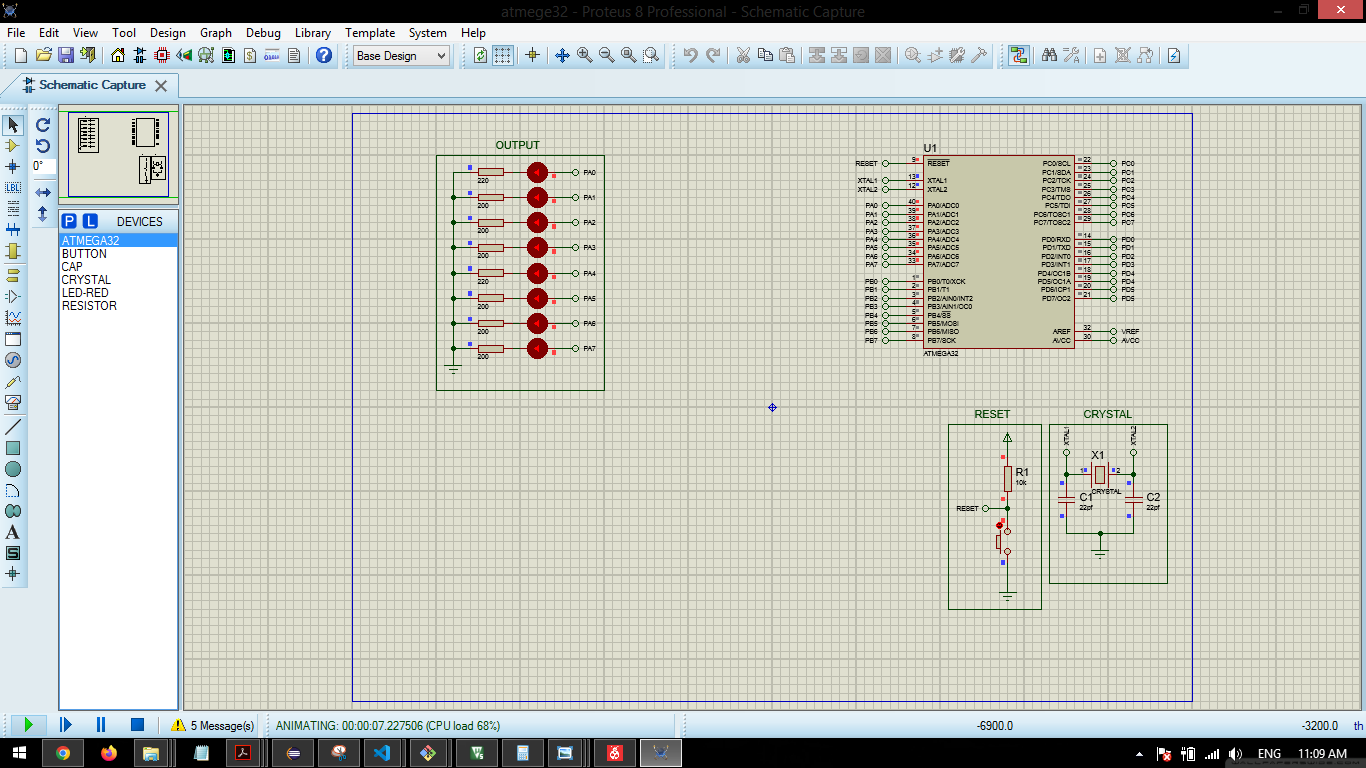 atmege32 - Proteus 8 Professional - Schematic Capture
File Edit View Tool Design Graph Debug Library Template System Help
Base Design
Schematic Capture
0°
P L DEVICES
ATMEGA32
BUTTON
CAP
CRYSTAL
LED-RED
RESISTOR
LBL
A
S
OUTPUT
220 PA0
200 PA1
200 PA2
200 PA3
220 PA4
200 PA5
200 PA6
200 PA7
U1
RESET 9 RESET PC0/SCL 22 PC0
PC1/SDA 23 PC1
XTAL1 13 XTAL1 PC2/TCK 24 PC2
XTAL2 12 XTAL2 PC3/TMS 25 PC3
PC4/TDO 26 PC4
PA0 40 PA0/ADC0 PC5/TDI 27 PC5
PA1 39 PA1/ADC1 PC6/TOSC1 28 PC6
PA2 38 PA2/ADC2 PC7/TOSC2 29 PC7
PA3 37 PA3/ADC3
PA4 36 PA4/ADC4 PD0/RXD 14 PD0
PA5 35 PA5/ADC5 PD1/TXD 15 PD1
PA6 34 PA6/ADC6 PD2/INT0 16 PD2
PA7 33 PA7/ADC7 PD3/INT1 17 PD3
PD4/OC1B 18 PD4
PB0 1 PB0/T0/XCK PD5/OC1A 19 PD4
PB1 2 PB1/T1 PD6/ICP1 20 PD5
PB2 3 PB2/AIN0/INT2 PD7/OC2 21 PD5
PB3 4 PB3/AIN1/OC0
PB4 5 PB4/SS
PB5 6 PB5/MOSI
PB6 7 PB6/MISO AREF 32 VREF
PB7 8 PB7/SCK AVCC 30 AVCC
ATMEGA32
RESET
R1
10k
RESET
CRYSTAL
XTAL1 XTAL2
X1
1 2
CRYSTAL
C1 C2
22pf 22pf
5 Message(s) ANIMATING: 00:00:07.227506 (CPU load 68%) -6900.0 -3200.0 th
ENG 11:09 AM